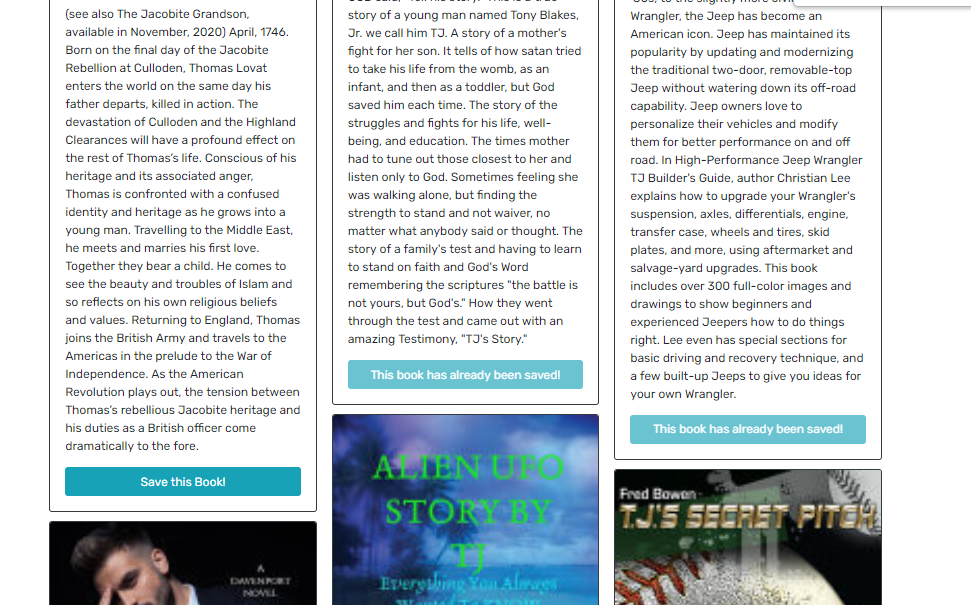 (see also The Jacobite Grandson,
available in November, 2020) April, 1746.
Born on the final day of the Jacobite
Rebellion at Culloden, Thomas Lovat
enters the world on the same day his
father departs, killed in action. The
devastation of Culloden and the Highland
Clearances will have a profound effect on
the rest of Thomas's life. Conscious of his
heritage and its associated anger,
Thomas is confronted with a confused
identity and heritage as he grows into a
young man. Travelling to the Middle East,
he meets and marries his first love.
Together they bear a child. He comes to
see the beauty and troubles of Islam and
so reflects on his own religious beliefs
and values. Returning to England, Thomas
joins the British Army and travels to the
Americas in the prelude to the War of
Independence. As the American
Revolution plays out, the tension between
Thomas's rebellious Jacobite heritage and
his duties as a British officer come
dramatically to the fore.
Save this Book!
A
DAVENPORT
NOVEL
story of a young man named Tony Blakes,
Jr. we call him TJ. A story of a mother's
fight for her son. It tells of how satan tried
to take his life from the womb, as an
infant, and then as a toddler, but God
saved him each time. The story of the
struggles and fights for his life, well-
being, and education. The times mother
had to tune out those closest to her and
listen only to God. Sometimes feeling she
was walking alone, but finding the
strength to stand and not waiver, no
matter what anybody said or thought. The
story of a family's test and having to learn
to stand on faith and God's Word
remembering the scriptures "the battle is
not yours, but God's." How they went
through the test and came out with an
amazing Testimony, "TJ's Story."
This book has already been saved!
ALIEN UFO
STORY BY
TJ
Everything You Always
Wanted To KNOW
Wrangler, the Jeep has become an
American icon. Jeep has maintained its
popularity by updating and modernizing
the traditional two-door, removable-top
Jeep without watering down its off-road
capability. Jeep owners love to
personalize their vehicles and modify
them for better performance on and off
road. In High-Performance Jeep Wrangler
TJ Builder's Guide, author Christian Lee
explains how to upgrade your Wrangler's
suspension, axles, differentials, engine,
transfer case, wheels and tires, skid
plates, and more, using aftermarket and
salvage-yard upgrades. This book
includes over 300 full-color images and
drawings to show beginners and
experienced Jeepers how to do things
right. Lee even has special sections for
basic driving and recovery technique, and
a few built-up Jeeps to give you ideas for
your own Wrangler.
This book has already been saved!
Fred Bowen
TJ'S SECRET PITCH